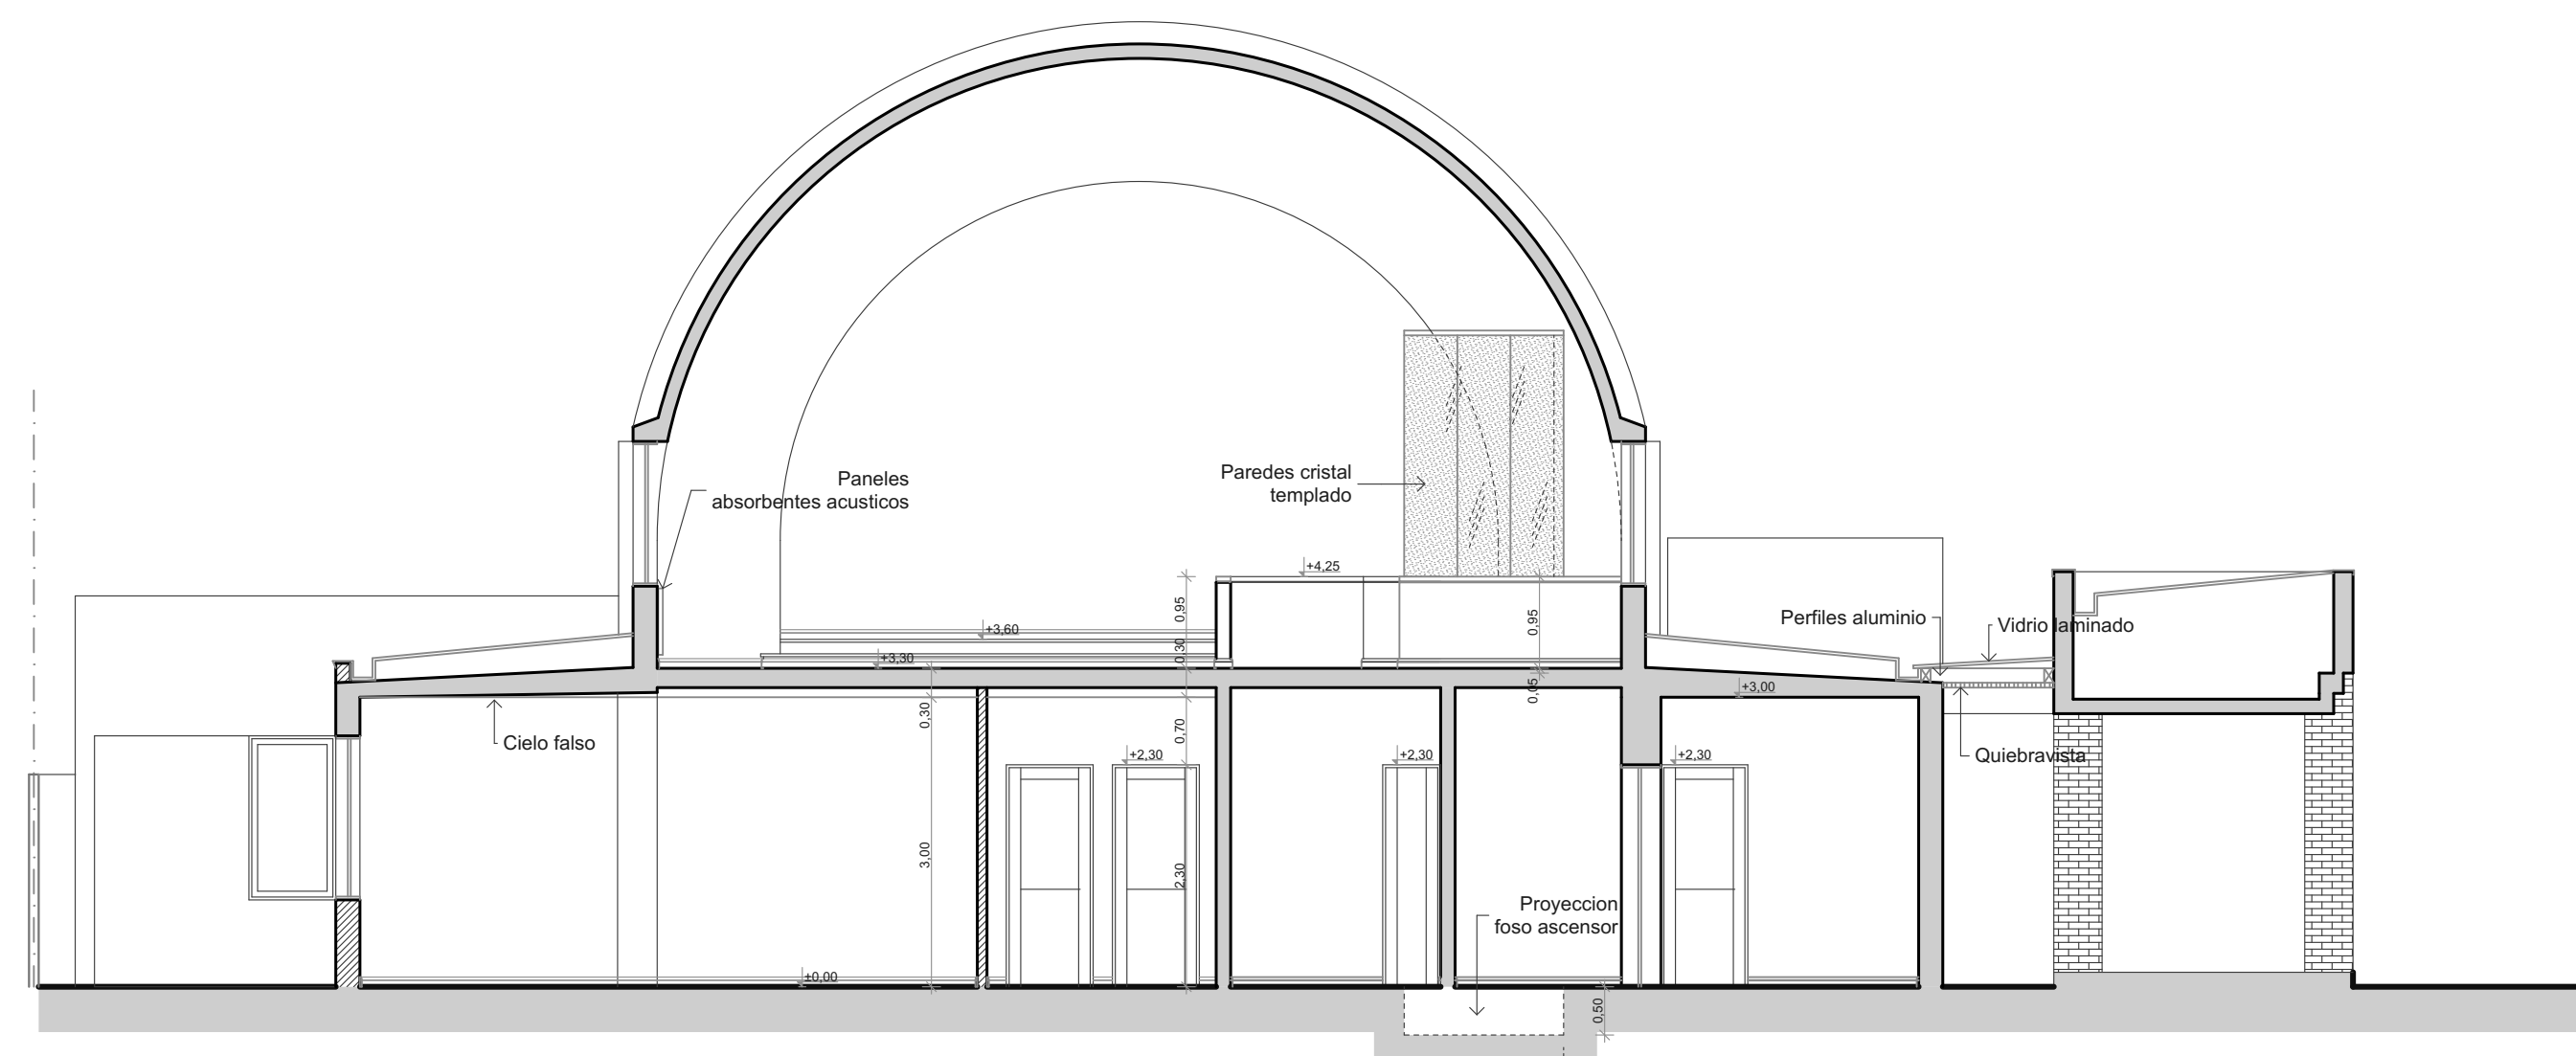 Paneles
absorbentes acusticos
Paredes cristal
templado
+4,25
0,95
0,95
+3,60
0,30
+3,30
Perfiles aluminio
Vidrio laminado
0,05
+3,00
0,30
0,70
Cielo falso
+2,30
+2,30
+2,30
Quiebravista
3,00
2,30
Proyeccion
foso ascensor
±0,00
0,50